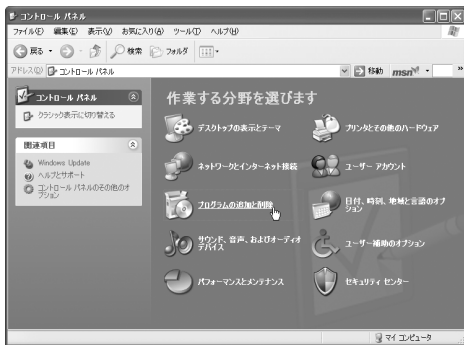 コントロール パネル
ファイル(F) 編集(E) 表示(V) お気に入り(A) ツール(T) ヘルプ(H)
戻る 検索 フォルダ
アドレス(D) コントロール パネル 移動 msn
コントロール パネル
クラシック表示に切り替える
関連項目
Windows Update
ヘルプとサポート
コントロール パネルのその他のオプション
作業する分野を選びます
デスクトップの表示とテーマ
プリンタとその他のハードウェア
ネットワークとインターネット接続
ユーザー アカウント
プログラムの追加と削除
日付、時刻、地域と言語のオプション
サウンド、音声、およびオーディオ デバイス
ユーザー補助のオプション
パフォーマンスとメンテナンス
セキュリティ センター
マイ コンピュータ